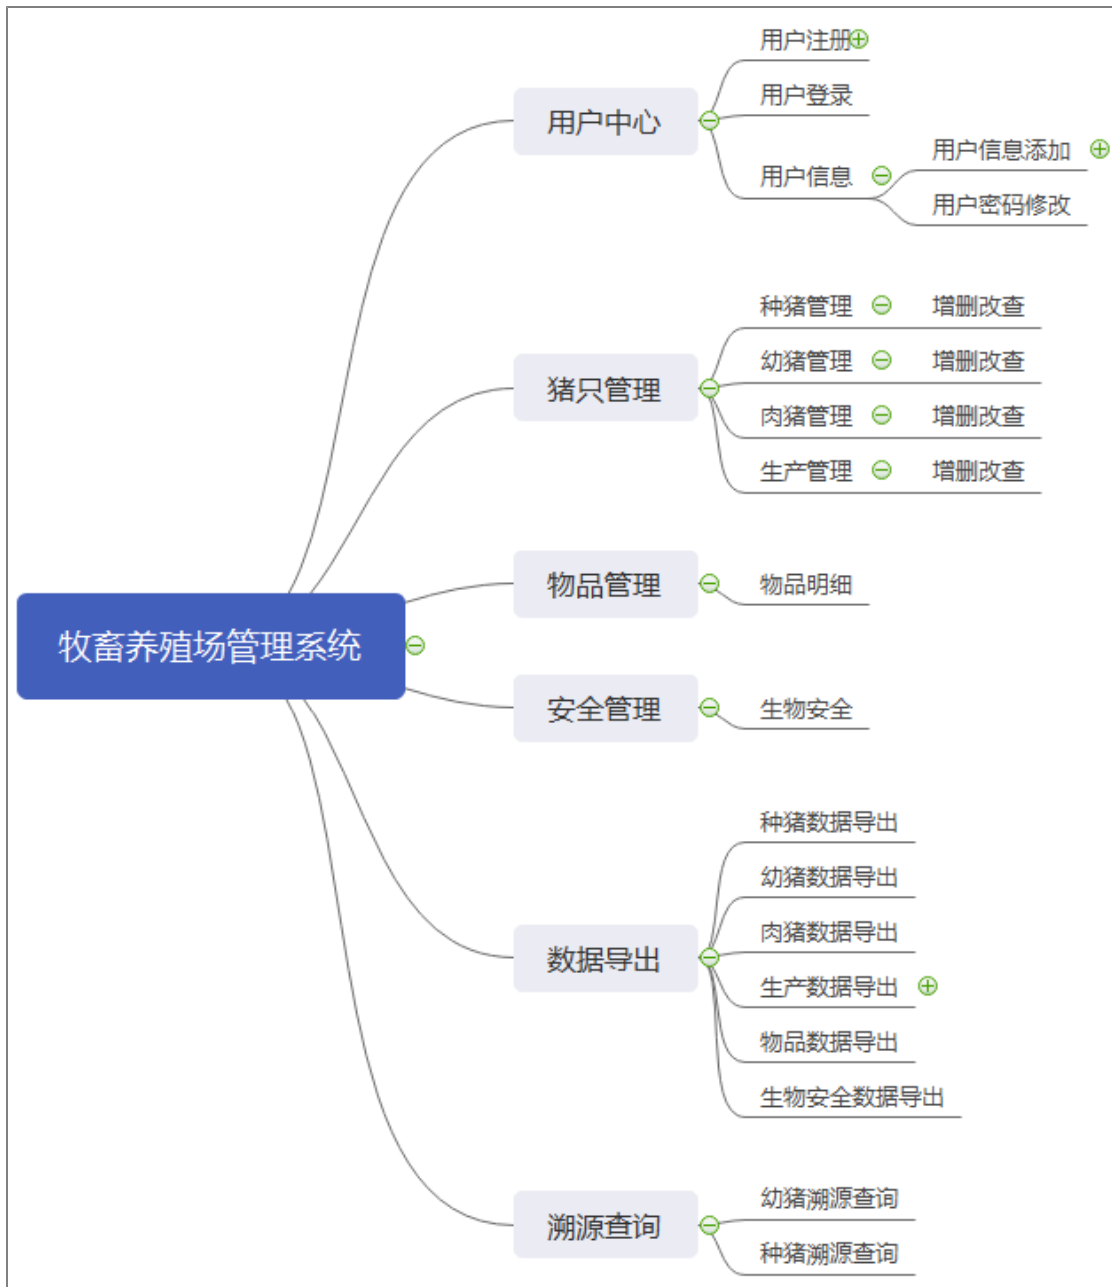 牧畜养殖场管理系统
用户中心
用户注册
用户登录
用户信息
用户信息添加
用户密码修改
猪只管理
种猪管理 增删改查
幼猪管理 增删改查
肉猪管理 增删改查
生产管理 增删改查
物品管理
物品明细
安全管理
生物安全
数据导出
种猪数据导出
幼猪数据导出
肉猪数据导出
生产数据导出
物品数据导出
生物安全数据导出
溯源查询
幼猪溯源查询
种猪溯源查询